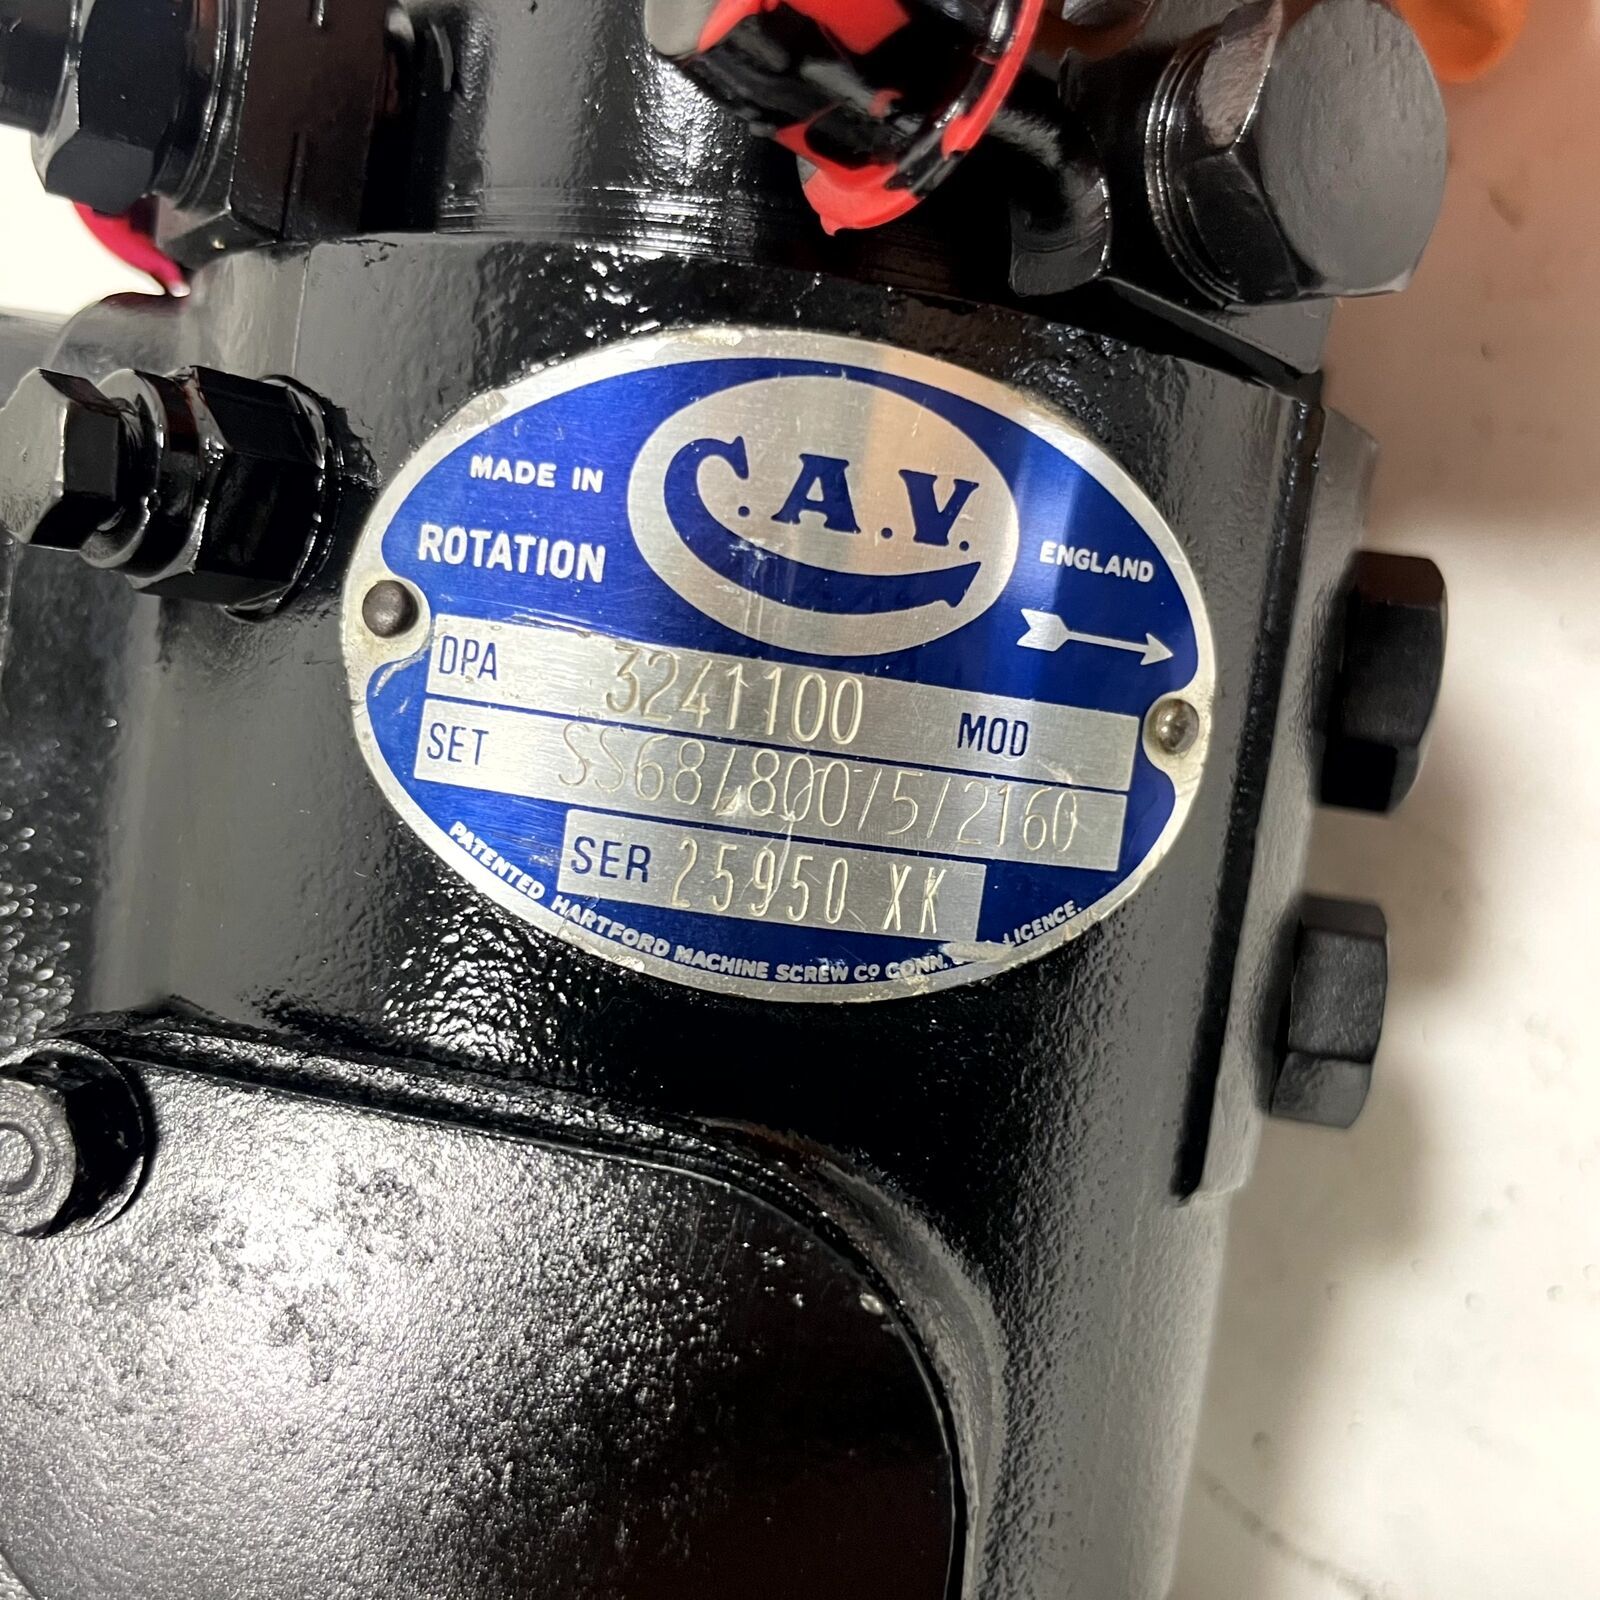 C.A.V.
MADE IN ENGLAND
ROTATION
DPA 3241100 MOD
SET SS68/800/5/2160
SER 25950 XK
PATENTED HARTFORD MACHINE SCREW Co CONN. LICENCE.